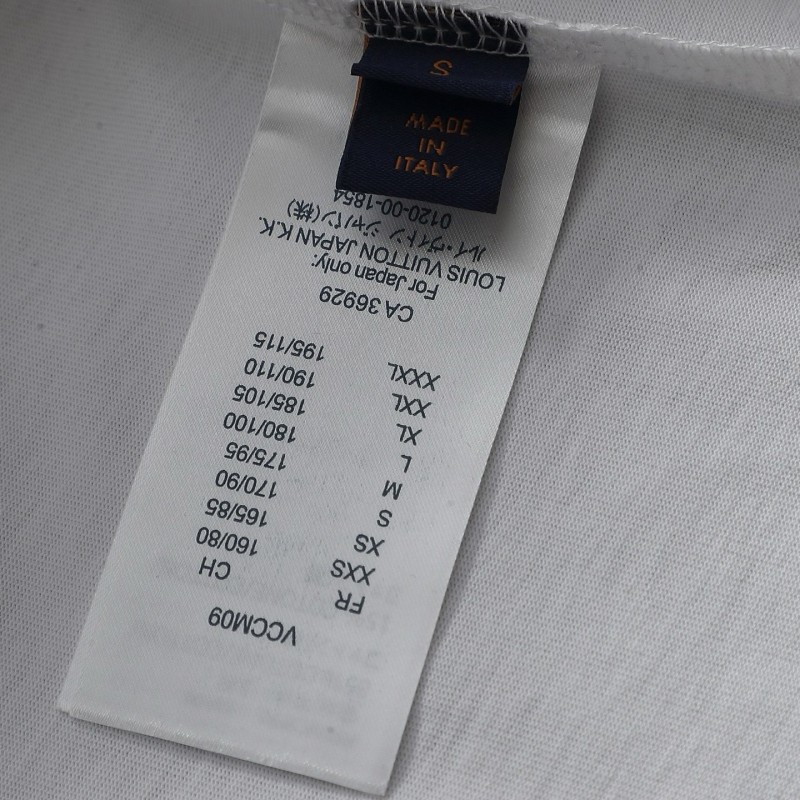 S
MADE
IN
ITALY
VCCM09
FR CH
XXS 160/80
XS 165/85
S 170/90
M 175/95
L 180/100
XL 185/105
XXL 190/110
XXXL 195/115
CA 36929
For Japan only:
LOUIS VUITTON JAPAN K.K.
ルイ・ヴィトン ジャパン(株)
0120-00-1854